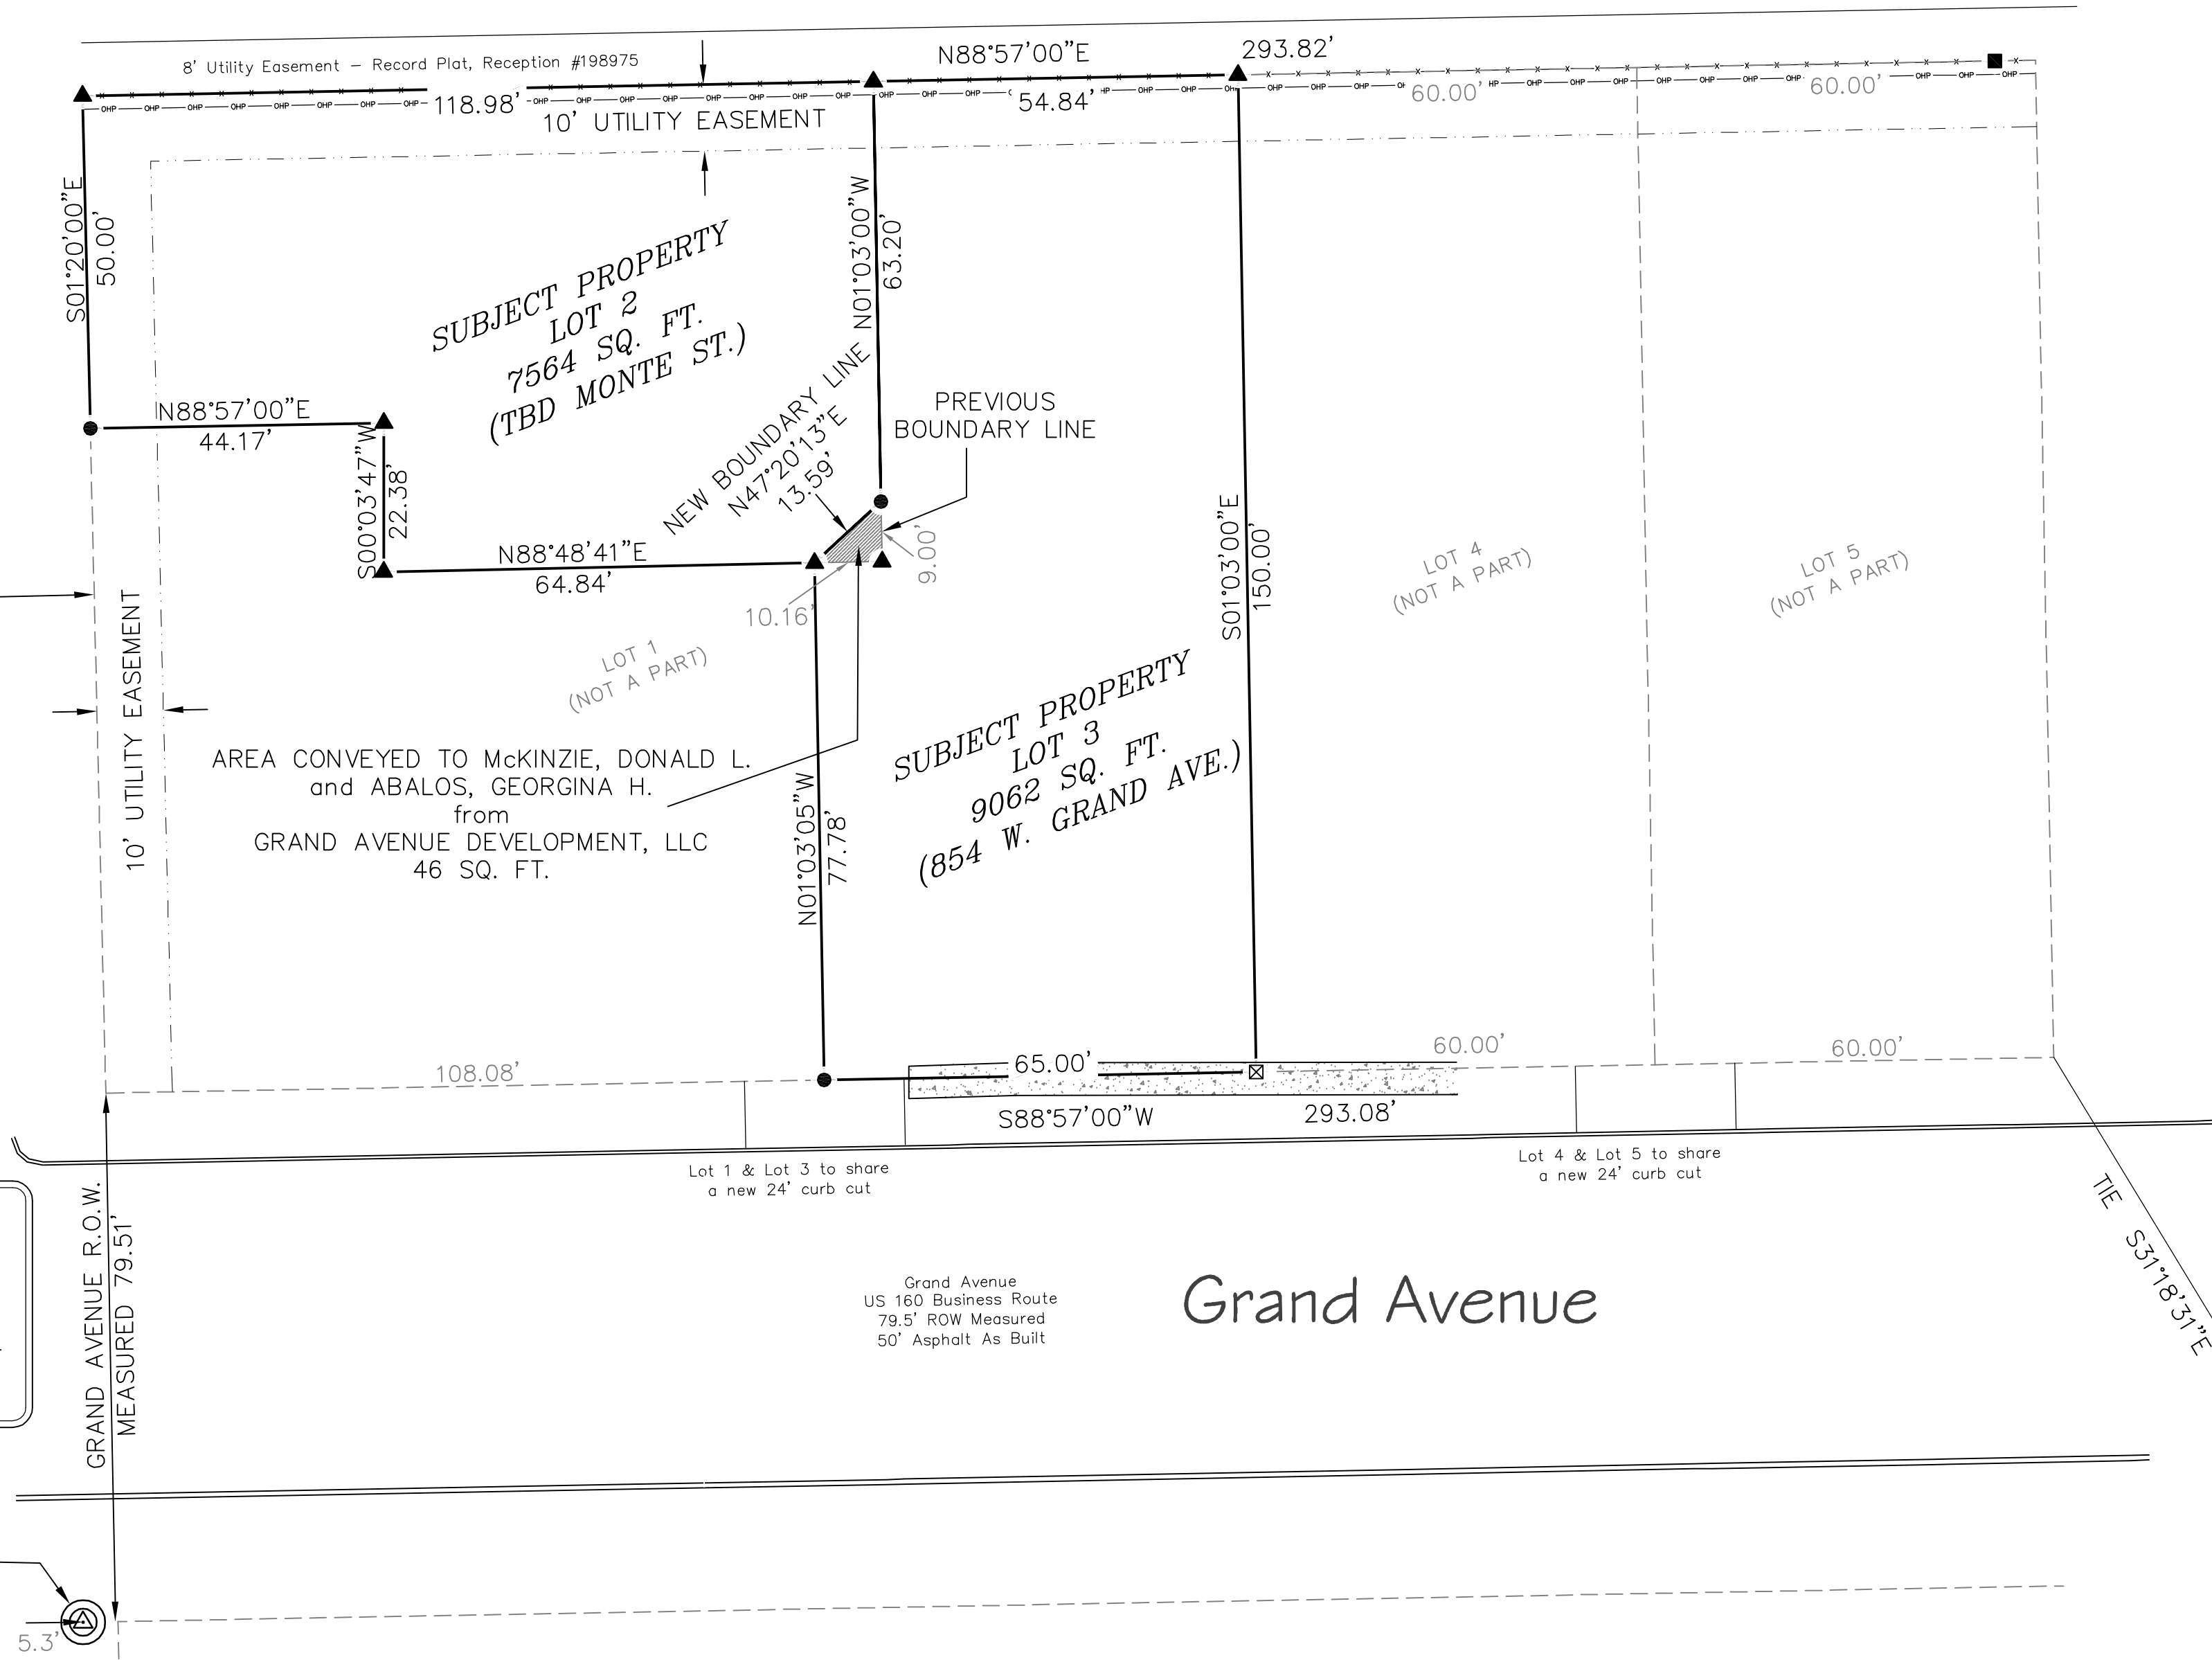 8' Utility Easement – Record Plat, Reception #198975
N88°57'00"E
293.82'
118.98'
54.84'
60.00'
60.00'
10' UTILITY EASEMENT
S01°20'00"E
50.00'
N01°03'00"W
63.20'
SUBJECT PROPERTY
LOT 2
7564 SQ. FT.
(TBD MONTE ST.)
N88°57'00"E
44.17'
S00°03'47"W
22.38'
NEW BOUNDARY LINE
N47°20'13"E
13.59'
PREVIOUS
BOUNDARY LINE
N88°48'41"E
64.84'
9.00'
10.16'
S01°03'00"E
150.00'
LOT 4
(NOT A PART)
LOT 5
(NOT A PART)
LOT 1
(NOT A PART)
10' UTILITY EASEMENT
SUBJECT PROPERTY
LOT 3
9062 SQ. FT.
(854 W. GRAND AVE.)
AREA CONVEYED TO McKINZIE, DONALD L.
and ABALOS, GEORGINA H.
from
GRAND AVENUE DEVELOPMENT, LLC
46 SQ. FT.
N01°03'05"W
77.78'
108.08'
65.00'
60.00'
60.00'
S88°57'00"W
293.08'
Lot 1 & Lot 3 to share
a new 24' curb cut
Lot 4 & Lot 5 to share
a new 24' curb cut
TIE S31°18'31"E
GRAND AVENUE R.O.W.
MEASURED 79.51'
Grand Avenue
US 160 Business Route
79.5' ROW Measured
50' Asphalt As Built
Grand Avenue
5.3'